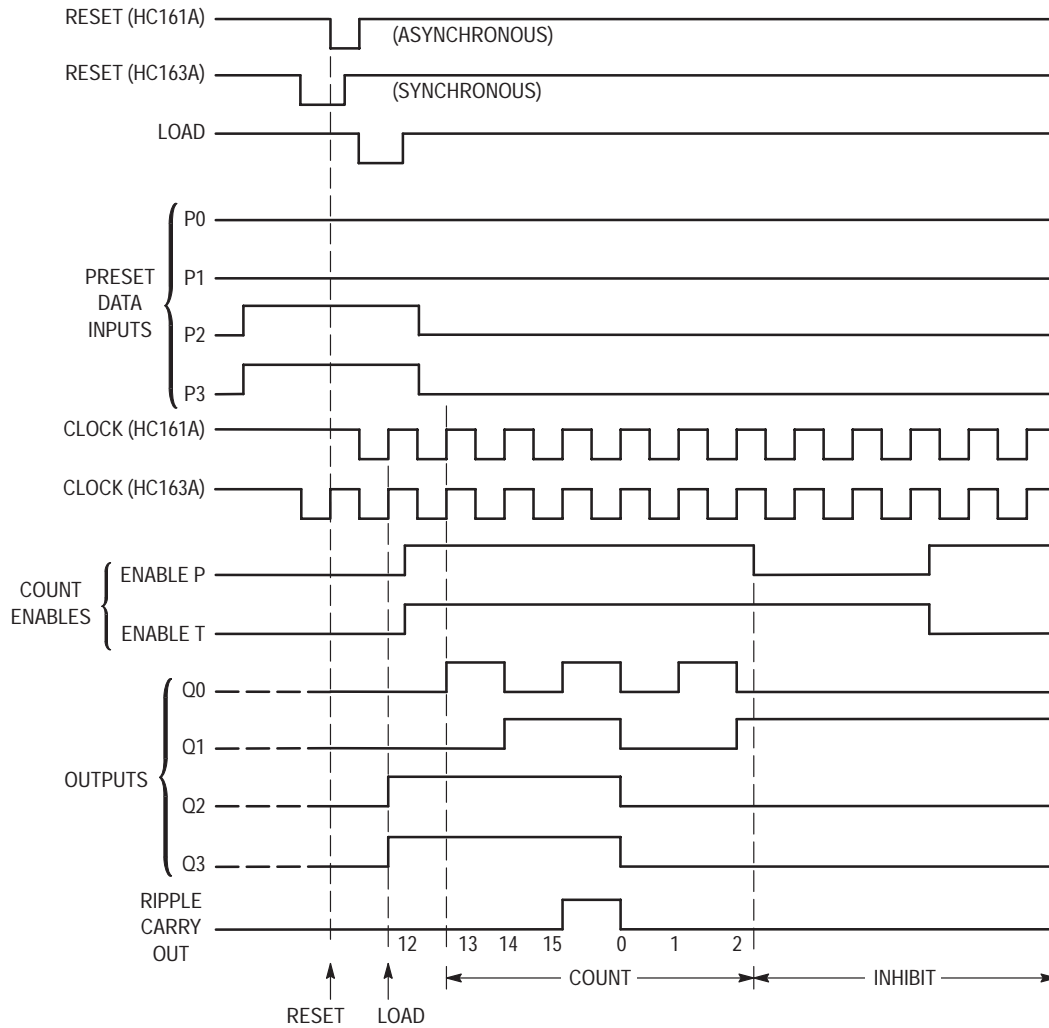 RESET (HC161A)
(ASYNCHRONOUS)
RESET (HC163A)
(SYNCHRONOUS)
LOAD
PRESET
DATA
INPUTS
P0
P1
P2
P3
CLOCK (HC161A)
CLOCK (HC163A)
COUNT
ENABLES
ENABLE P
ENABLE T
OUTPUTS
Q0
Q1
Q2
Q3
RIPPLE
CARRY
OUT
12 13 14 15 0 1 2
COUNT
INHIBIT
RESET LOAD